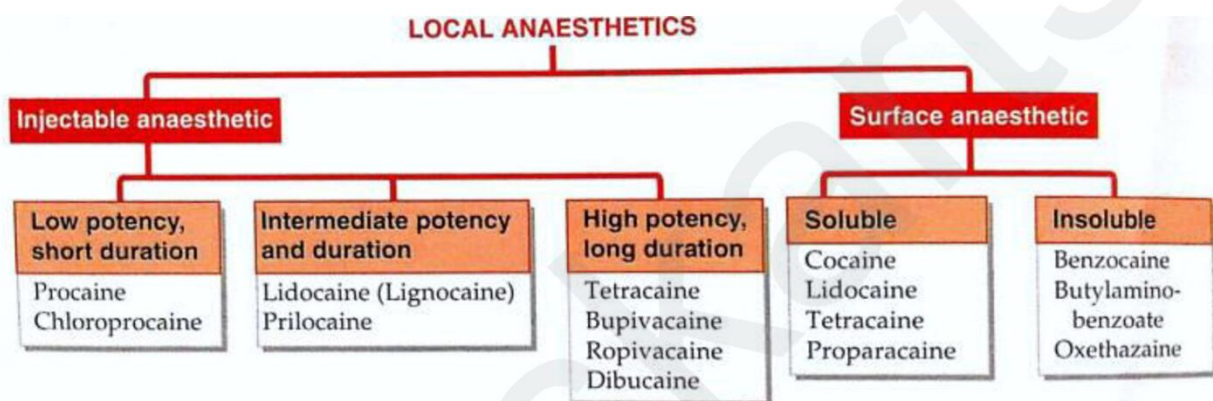 LOCAL ANAESTHETICS
Injectable anaesthetic
Surface anaesthetic
Low potency,
short duration
Procaine
Chloroprocaine
Intermediate potency
and duration
Lidocaine (Lignocaine)
Prilocaine
High potency,
long duration
Tetracaine
Bupivacaine
Ropivacaine
Dibucaine
Soluble
Cocaine
Lidocaine
Tetracaine
Proparacaine
Insoluble
Benzocaine
Butylamino-
benzoate
Oxethazaine